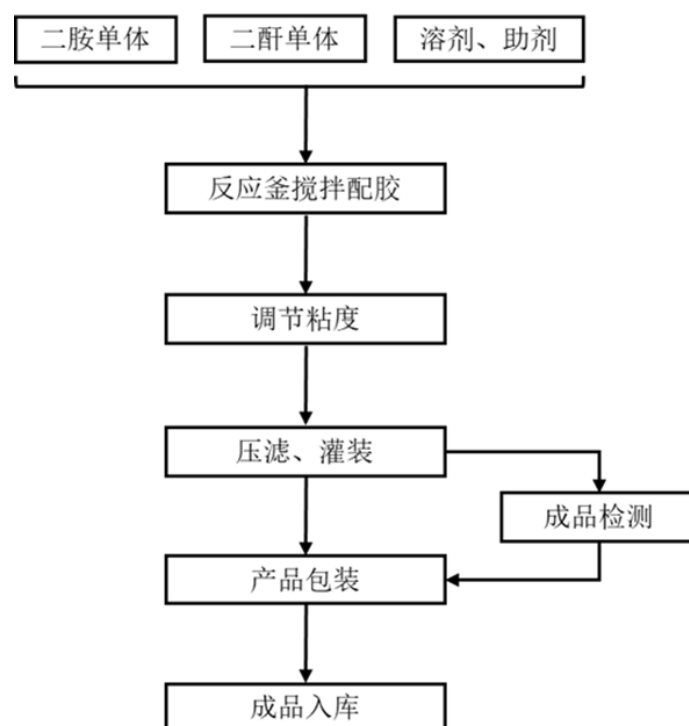 二胺单体
二酐单体
溶剂、助剂
反应釜搅拌配胶
调节粘度
压滤、灌装
成品检测
产品包装
成品入库